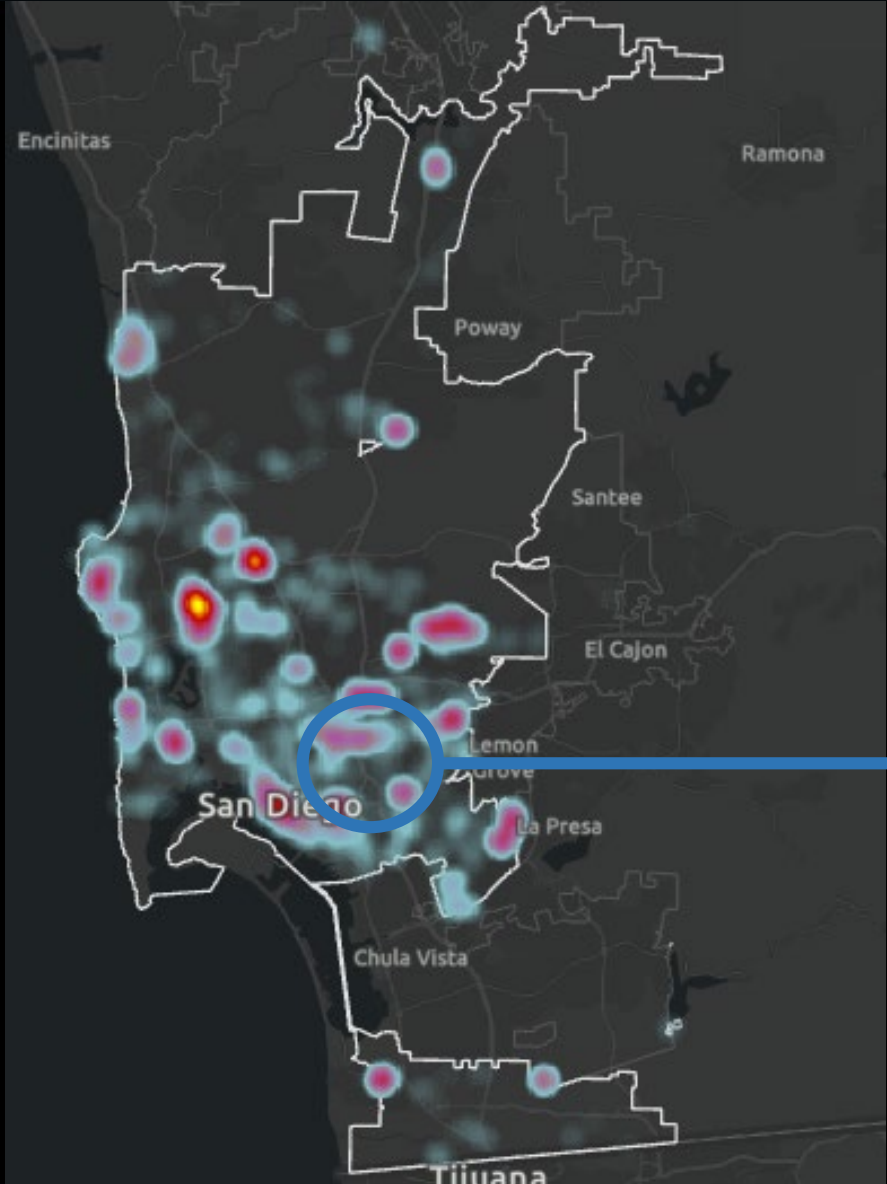 Encinitas
Ramona
Poway
Santee
El Cajon
Lemon
Grove
San Diego
La Presa
Chula Vista
Tijuana